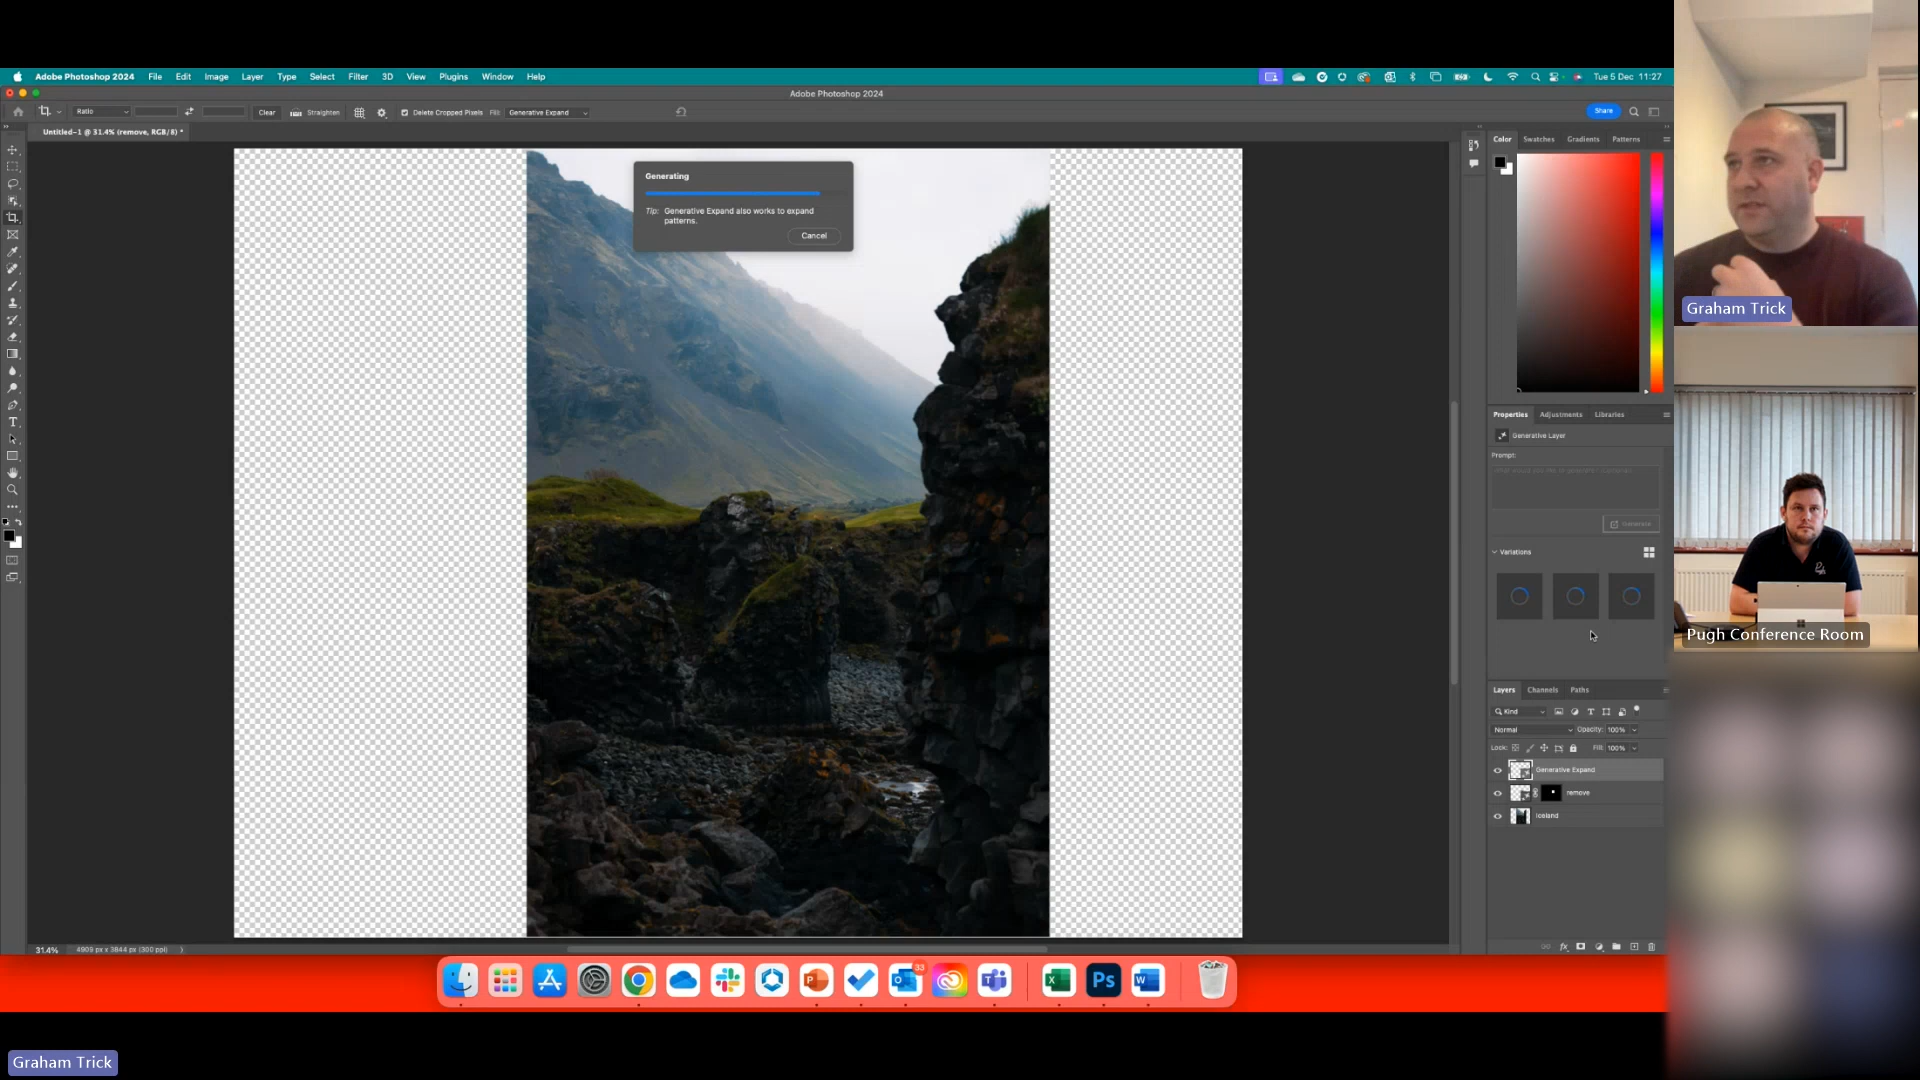 Adobe Photoshop 2024 File Edit Image Layer Type Select Filter 3D View Plugins Window Help
Tue 5 Dec 11:27
Adobe Photoshop 2024
Ratio
Clear
Straighten
Delete Cropped Pixels
Fill:
Generative Expand
Share
Untitled-1 @ 31.4% (remove, RGB/8) *
Color Swatches Gradients Patterns
Generating
Tip: Generative Expand also works to expand
patterns.
Cancel
Graham Trick
Properties Adjustments Libraries
Generative Layer
Prompt:
Generate
Variations
Pugh Conference Room
Layers Channels Paths
Kind
Normal
Opacity: 100%
Lock:
Fill: 100%
Generative Expand
remove
Iceland
fx
31.4%
4909 px x 3844 px (300 ppi)
33
Ps
Graham Trick